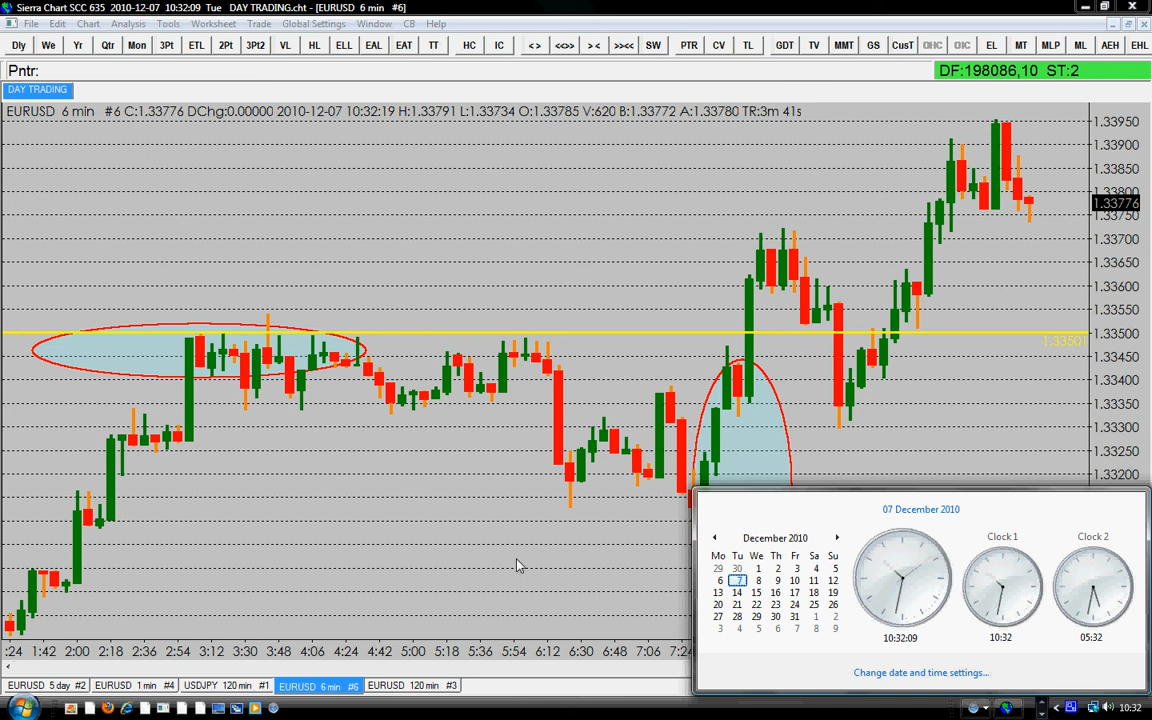 Sierra Chart SCC 635 2010-12-07 10:32:09 Tue DAY TRADING.cht - [EURUSD 6 min #6]
File Edit Chart Analysis Tools Worksheet Trade Global Settings Window CB Help
Dly We Yr Qtr Mon 3Pt ETL 2Pt 3Pt2 VL HL ELL EAL EAT TT HC IC <> <<>> >< >><< SW PTR CV TL GDT TV MMT GS CusT OHC OIC EL MT MLP ML AEH EHL
Pntr: DF:198086,10 ST:2
DAY TRADING
EURUSD 6 min #6 C:1.33776 DChg:0.00000 2010-12-07 10:32:19 H:1.33791 L:1.33734 O:1.33785 V:620 B:1.33772 A:1.33780 TR:3m 41s
1.33950
1.33900
1.33850
1.33800
1.33776
1.33750
1.33700
1.33650
1.33600
1.33550
1.33500
1.33501
1.33450
1.33400
1.33350
1.33300
1.33250
1.33200
:24 1:42 2:00 2:18 2:36 2:54 3:12 3:30 3:48 4:06 4:24 4:42 5:00 5:18 5:36 5:54 6:12 6:30 6:48 7:06 7:24
07 December 2010
December 2010
Mo Tu We Th Fr Sa Su
29 30 1 2 3 4 5
6 7 8 9 10 11 12
13 14 15 16 17 18 19
20 21 22 23 24 25 26
27 28 29 30 31 1 2
3 4 5 6 7 8 9
Clock 1
Clock 2
10:32:09
10:32
05:32
Change date and time settings...
EURUSD 5 day #2 EURUSD 1 min #4 USDJPY 120 min #1 EURUSD 6 min #6 EURUSD 120 min #3
10:32